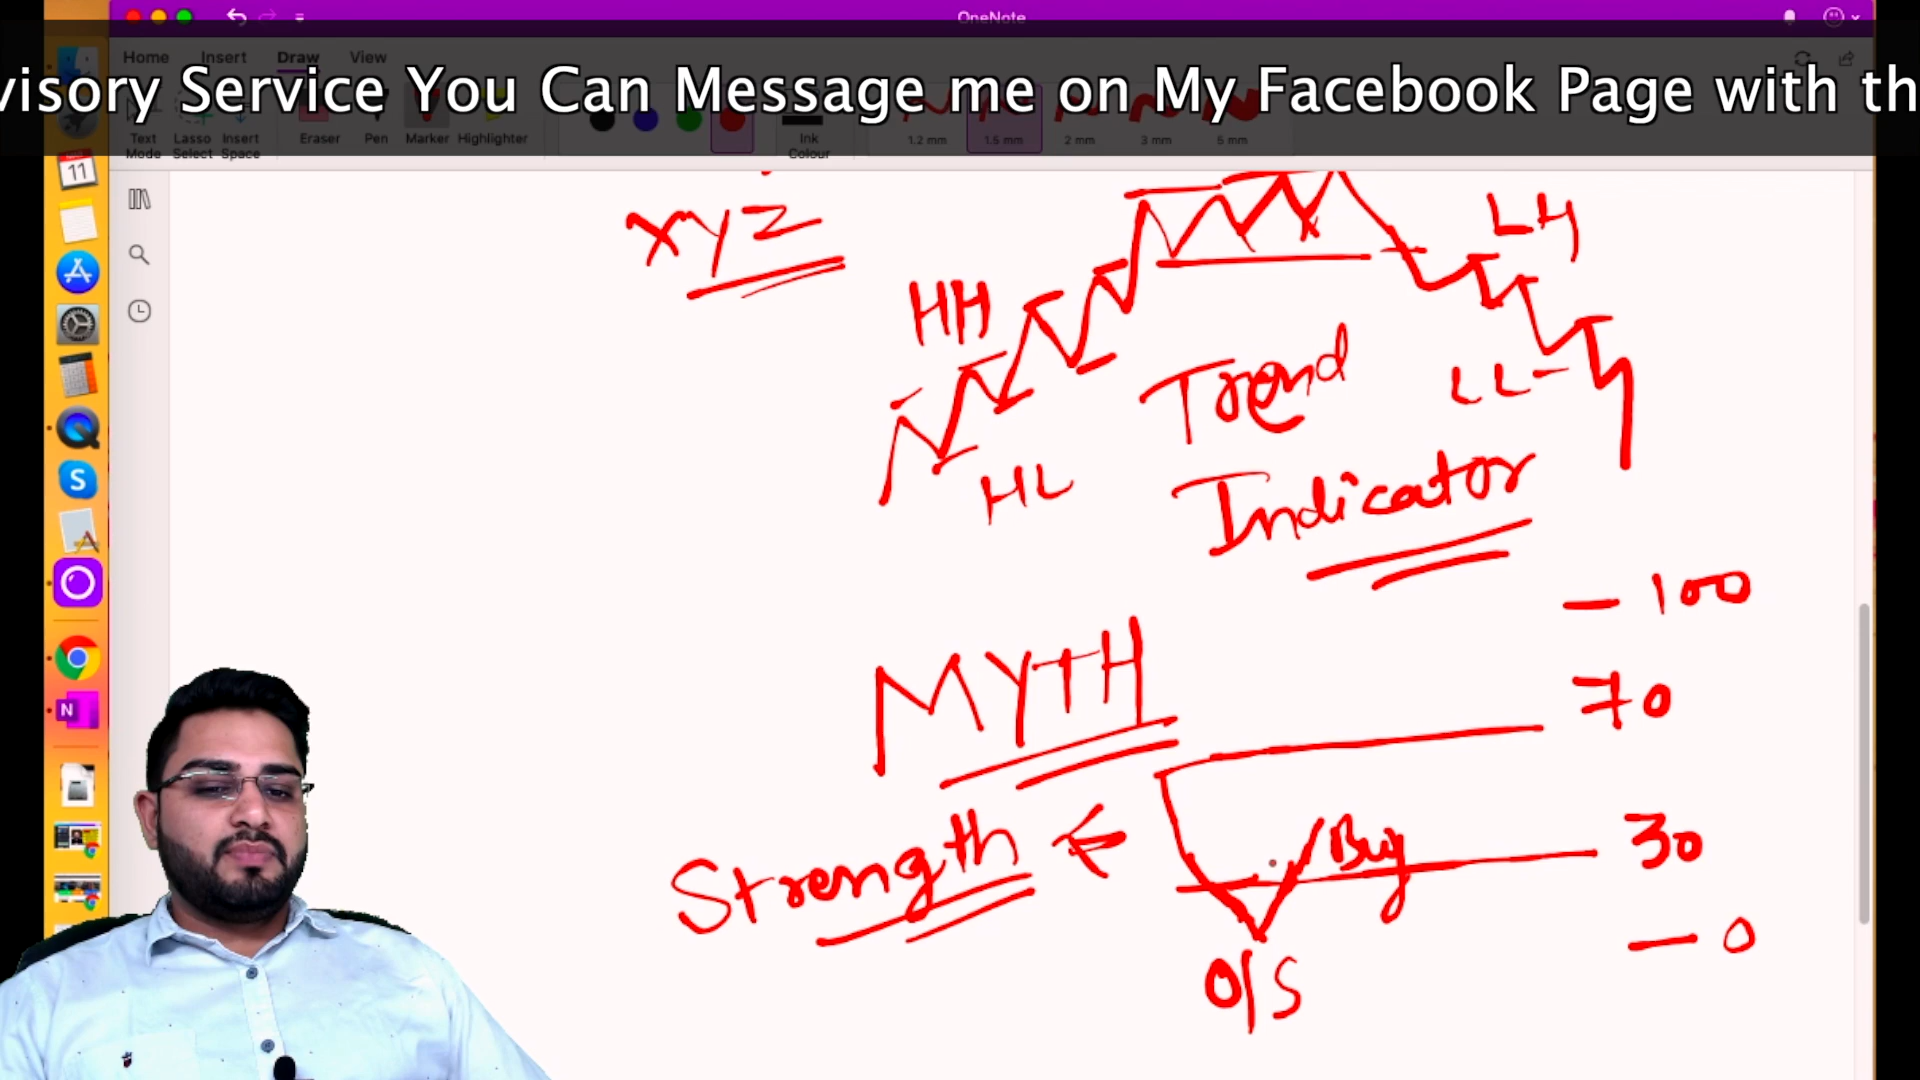 OneNote
Home Insert Draw View
visory Service You Can Message me on My Facebook Page with th
Text Mode
Lasso Select
Insert Space
Eraser
Pen
Marker
Highlighter
Ink Colour
1.2 mm
1.5 mm
2 mm
3 mm
5 mm
11
xyz
LH
HH
Trend
LL
HL
Indicator
100
MYTH
70
Strength
Buy
30
0
O/S